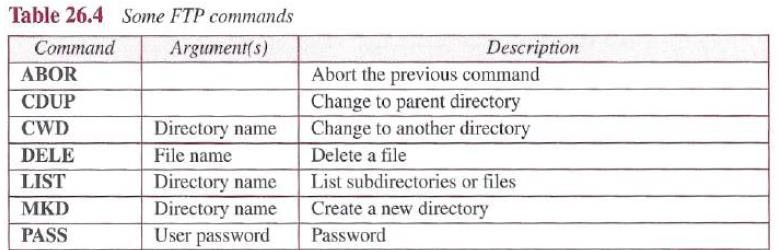 Table 26.4 Some FTP commands
Command Argument(s) Description
ABOR Abort the previous command
CDUP Change to parent directory
CWD Directory name Change to another directory
DELE File name Delete a file
LIST Directory name List subdirectories or files
MKD Directory name Create a new directory
PASS User password Password